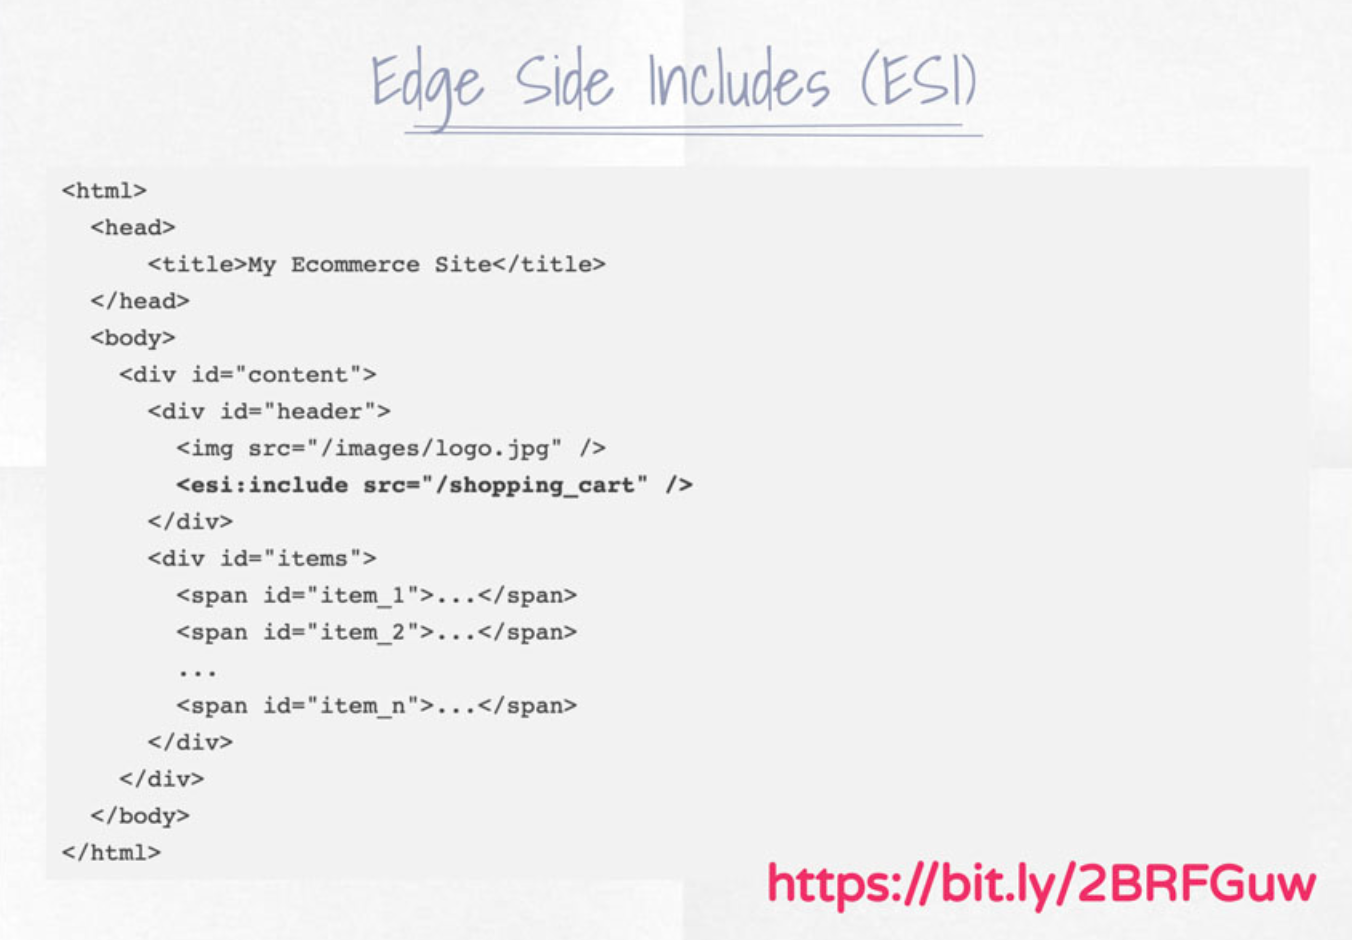 Edge Side Includes (ESI)
<html>
  <head>
      <title>My Ecommerce Site</title>
  </head>
  <body>
    <div id="content">
      <div id="header">
        <img src="/images/logo.jpg" />
        <esi:include src="/shopping_cart" />
      </div>
      <div id="items">
        <span id="item_1">...</span>
        <span id="item_2">...</span>
        ...
        <span id="item_n">...</span>
      </div>
    </div>
  </body>
</html>
https://bit.ly/2BRFGuw